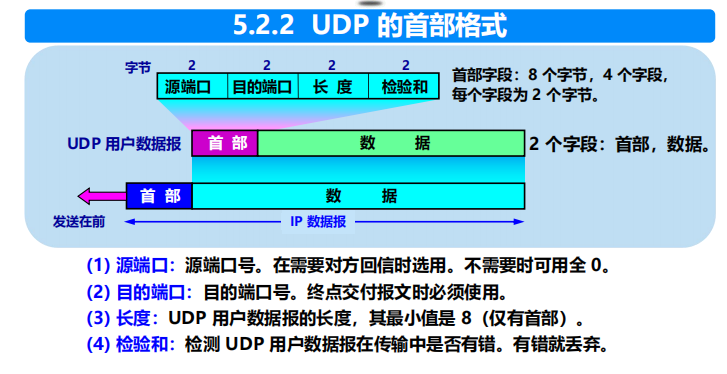 5.2.2 UDP 的首部格式
字节 2 2 2 2
源端口 目的端口 长 度 检验和
首部字段：8 个字节，4 个字段，
每个字段为 2 个字节。
UDP 用户数据报 首 部 数 据 2 个字段：首部，数据。
首 部 数 据
发送在前 IP 数据报
(1) 源端口：源端口号。在需要对方回信时选用。不需要时可用全 0。
(2) 目的端口：目的端口号。终点交付报文时必须使用。
(3) 长度：UDP 用户数据报的长度，其最小值是 8（仅有首部）。
(4) 检验和：检测 UDP 用户数据报在传输中是否有错。有错就丢弃。